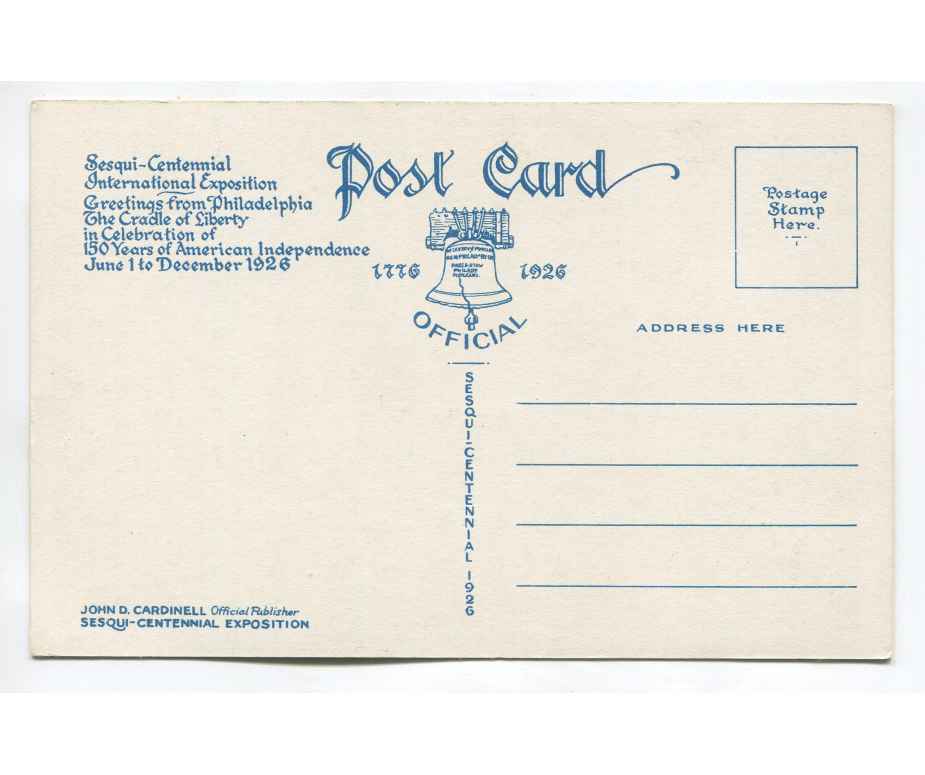 Sesqui-Centennial
International Exposition
Greetings from Philadelphia
The Cradle of Liberty
in Celebration of
150 Years of American Independence
June 1 to December 1926
Post Card
1776 1926
OFFICIAL
Postage
Stamp
Here.
ADDRESS HERE
SESQUI-CENTENNIAL 1926
JOHN D. CARDINELL Official Publisher
SESQUI-CENTENNIAL EXPOSITION